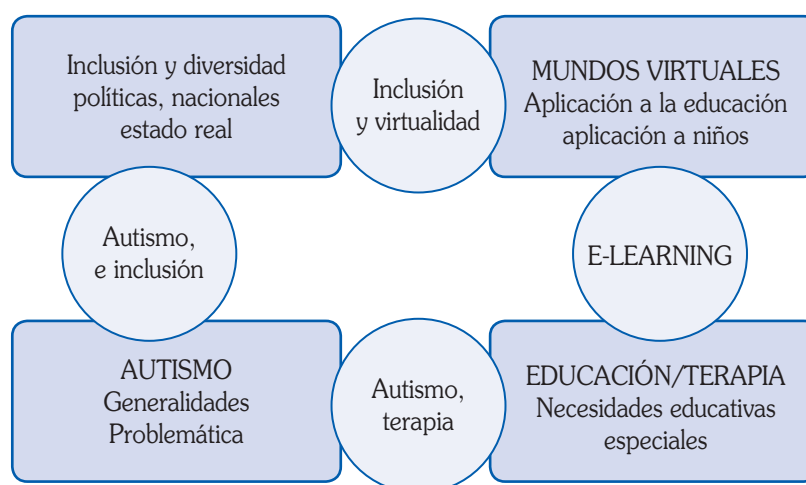 Inclusión y diversidad
políticas, nacionales
estado real
Inclusión
y virtualidad
MUNDOS VIRTUALES
Aplicación a la educación
aplicación a niños
Autismo,
e inclusión
E-LEARNING
AUTISMO
Generalidades
Problemática
Autismo,
terapia
EDUCACIÓN/TERAPIA
Necesidades educativas
especiales